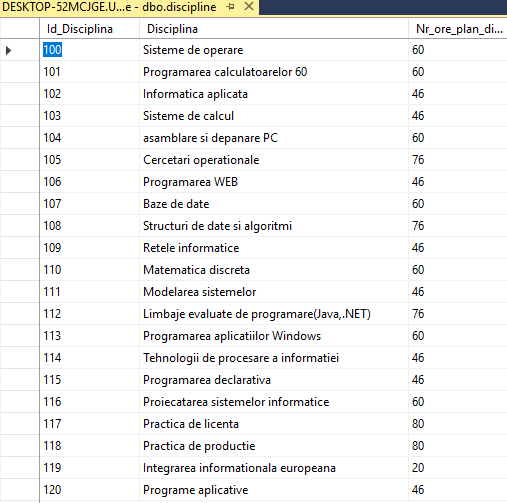 DESKTOP-52MCJGE.U...e - dbo.discipline
Id_Disciplina Disciplina Nr_ore_plan_di...
100 Sisteme de operare 60
101 Programarea calculatoarelor 60 60
102 Informatica aplicata 46
103 Sisteme de calcul 46
104 asamblare si depanare PC 60
105 Cercetari operationale 76
106 Programarea WEB 46
107 Baze de date 60
108 Structuri de date si algoritmi 76
109 Retele informatice 46
110 Matematica discreta 60
111 Modelarea sistemelor 46
112 Limbaje evaluate de programare(Java,.NET) 76
113 Programarea aplicatiilor Windows 60
114 Tehnologii de procesare a informatiei 46
115 Programarea declarativa 46
116 Proiecatarea sistemelor informatice 60
117 Practica de licenta 80
118 Practica de productie 80
119 Integrarea informationala europeana 20
120 Programe aplicative 46